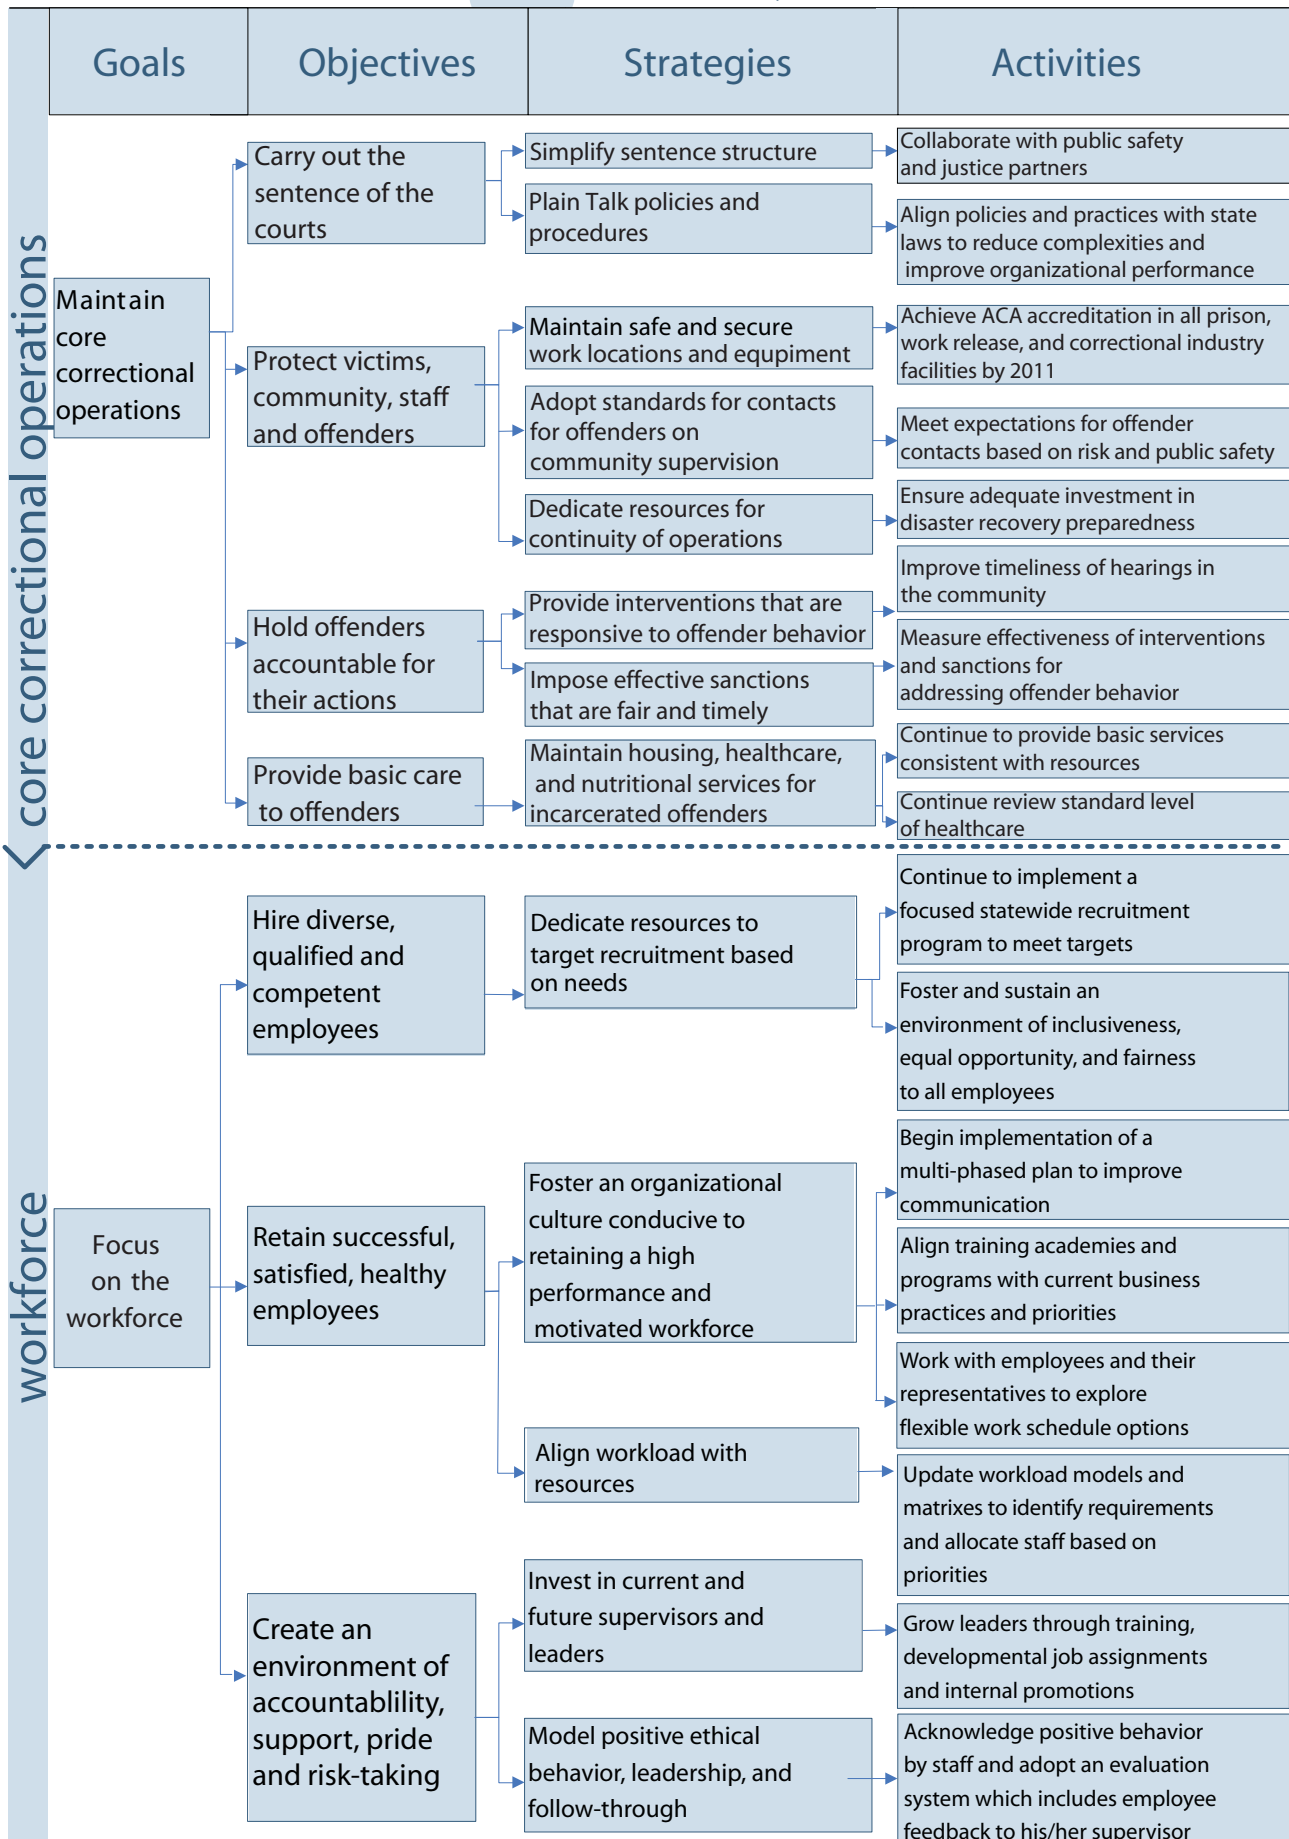 Goals
Objectives
Strategies
Activities
core correctional operations
Maintain
core
correctional
operations
Carry out the
sentence of the
courts
Simplify sentence structure
Collaborate with public safety
and justice partners
Plain Talk policies and
procedures
Align policies and practices with state
laws to reduce complexities and
improve organizational performance
Protect victims,
community, staff
and offenders
Maintain safe and secure
work locations and equpiment
Achieve ACA accreditation in all prison,
work release, and correctional industry
facilities by 2011
Adopt standards for contacts
for offenders on
community supervision
Meet expectations for offender
contacts based on risk and public safety
Dedicate resources for
continuity of operations
Ensure adequate investment in
disaster recovery preparedness
Hold offenders
accountable for
their actions
Provide interventions that are
responsive to offender behavior
Improve timeliness of hearings in
the community
Impose effective sanctions
that are fair and timely
Measure effectiveness of interventions
and sanctions for
addressing offender behavior
Provide basic care
to offenders
Maintain housing, healthcare,
and nutritional services for
incarcerated offenders
Continue to provide basic services
consistent with resources
Continue review standard level
of healthcare
workforce
Focus
on the
workforce
Hire diverse,
qualified and
competent
employees
Dedicate resources to
target recruitment based
on needs
Continue to implement a
focused statewide recruitment
program to meet targets
Foster and sustain an
environment of inclusiveness,
equal opportunity, and fairness
to all employees
Retain successful,
satisfied, healthy
employees
Foster an organizational
culture conducive to
retaining a high
performance and
motivated workforce
Begin implementation of a
multi-phased plan to improve
communication
Align training academies and
programs with current business
practices and priorities
Work with employees and their
representatives to explore
flexible work schedule options
Align workload with
resources
Update workload models and
matrixes to identify requirements
and allocate staff based on
priorities
Create an
environment of
accountablility,
support, pride
and risk-taking
Invest in current and
future supervisors and
leaders
Grow leaders through training,
developmental job assignments
and internal promotions
Model positive ethical
behavior, leadership, and
follow-through
Acknowledge positive behavior
by staff and adopt an evaluation
system which includes employee
feedback to his/her supervisor